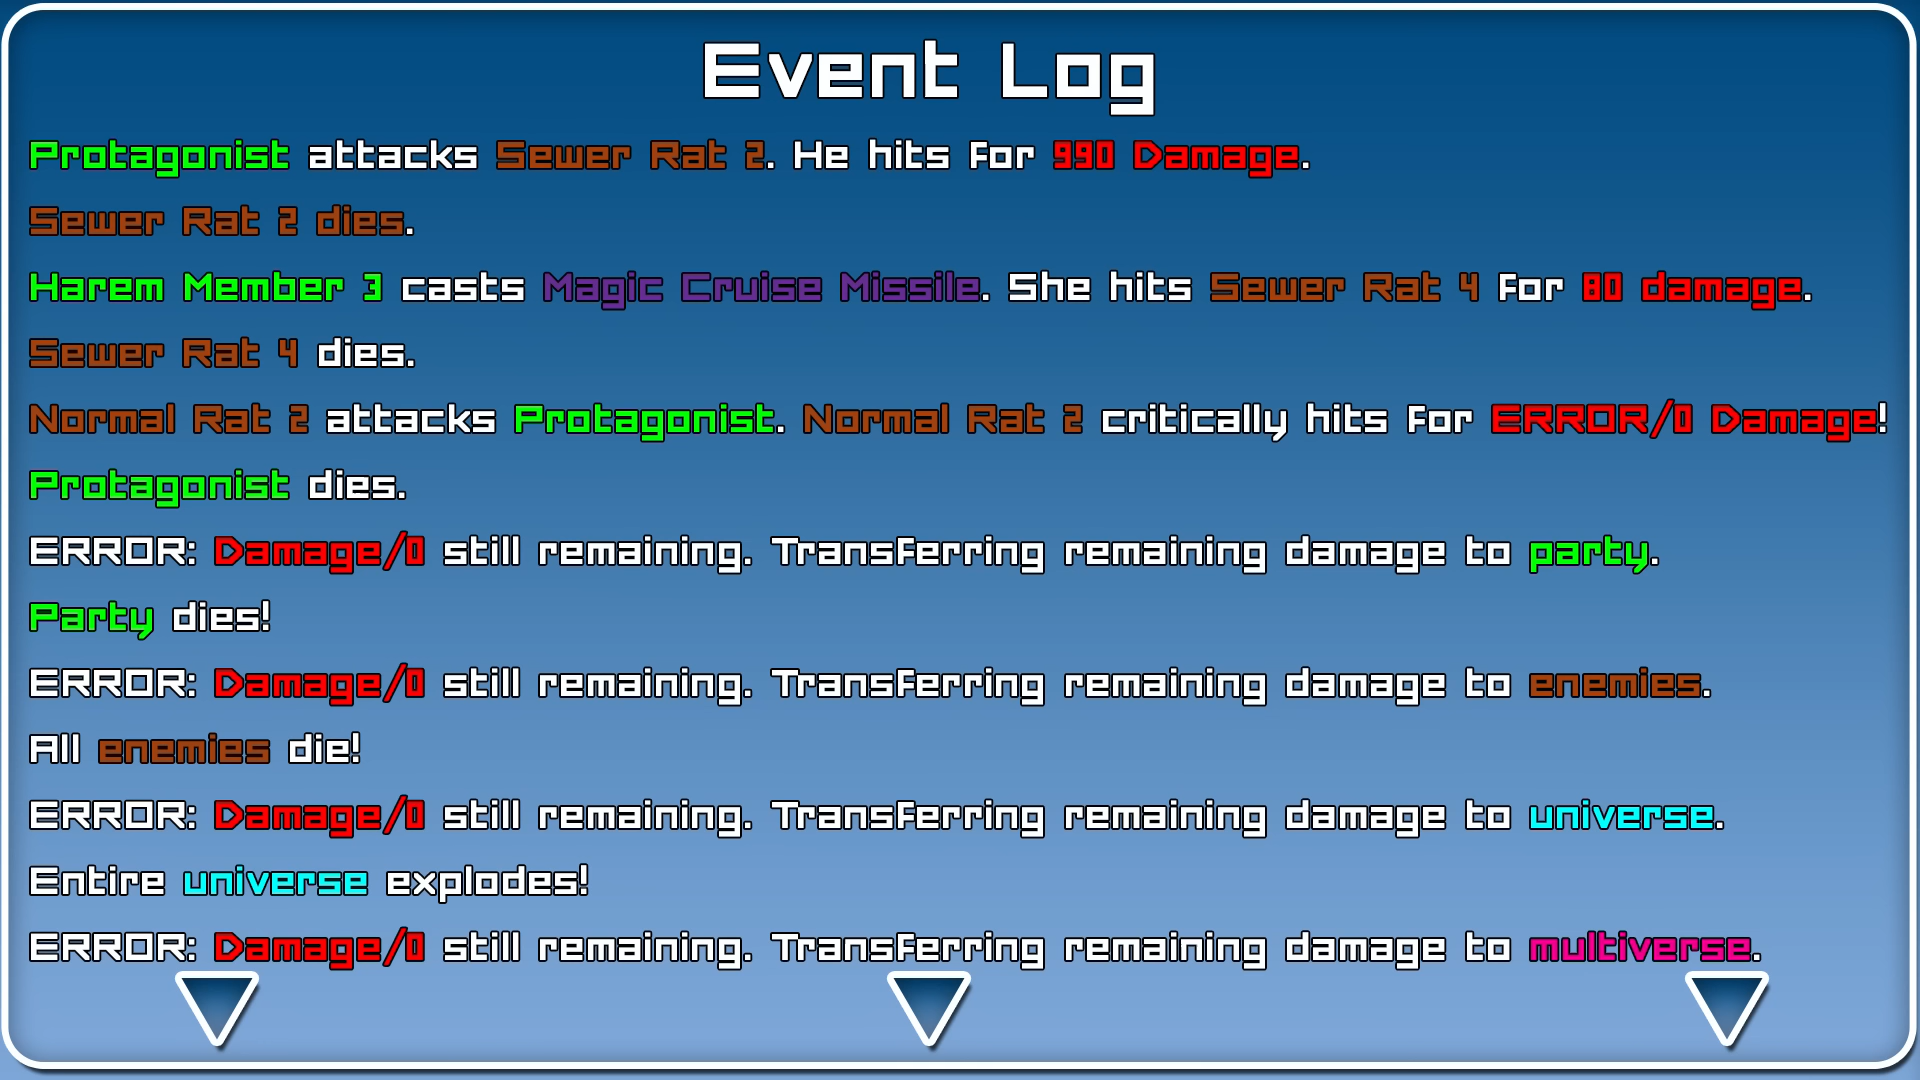 Event Log
Protagonist attacks Sewer Rat 2. He hits for 990 Damage.
Sewer Rat 2 dies.
Harem Member 3 casts Magic Cruise Missile. She hits Sewer Rat 4 for 80 damage.
Sewer Rat 4 dies.
Normal Rat 2 attacks Protagonist. Normal Rat 2 critically hits for ERROR/0 Damage!
Protagonist dies.
ERROR: Damage/0 still remaining. Transferring remaining damage to party.
Party dies!
ERROR: Damage/0 still remaining. Transferring remaining damage to enemies.
All enemies die!
ERROR: Damage/0 still remaining. Transferring remaining damage to universe.
Entire universe explodes!
ERROR: Damage/0 still remaining. Transferring remaining damage to multiverse.